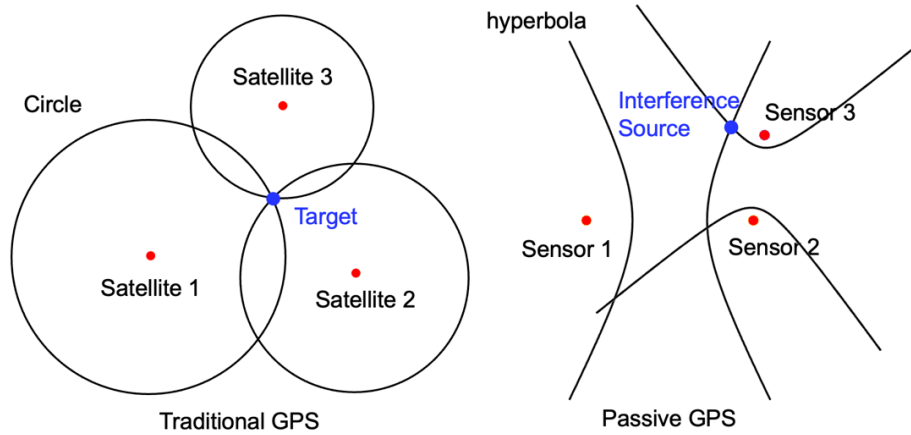 Circle
Satellite 3
Target
Satellite 1
Satellite 2
Traditional GPS
hyperbola
Interference
Source
Sensor 3
Sensor 1
Sensor 2
Passive GPS